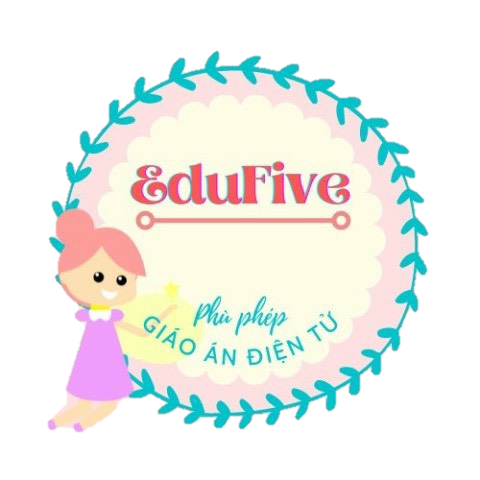 EduFive
Phù phép
GIÁO ÁN ĐIỆN TỬ